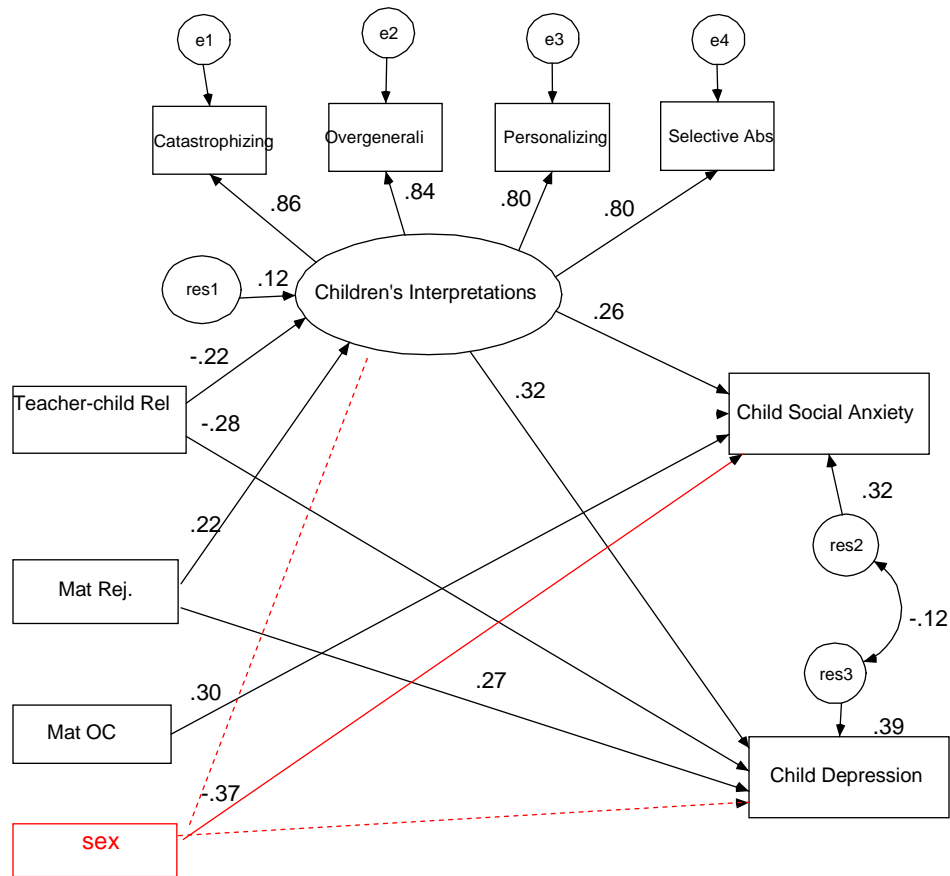 e1
e2
e3
e4
Catastrophizing
Overgenerali
Personalizing
Selective Abs
.86
.84
.80
.80
res1
.12
Children's Interpretations
.26
-.22
.32
Teacher-child Rel
-.28
Child Social Anxiety
.32
.22
res2
Mat Rej.
-.12
res3
.30
.27
Mat OC
.39
Child Depression
-.37
sex